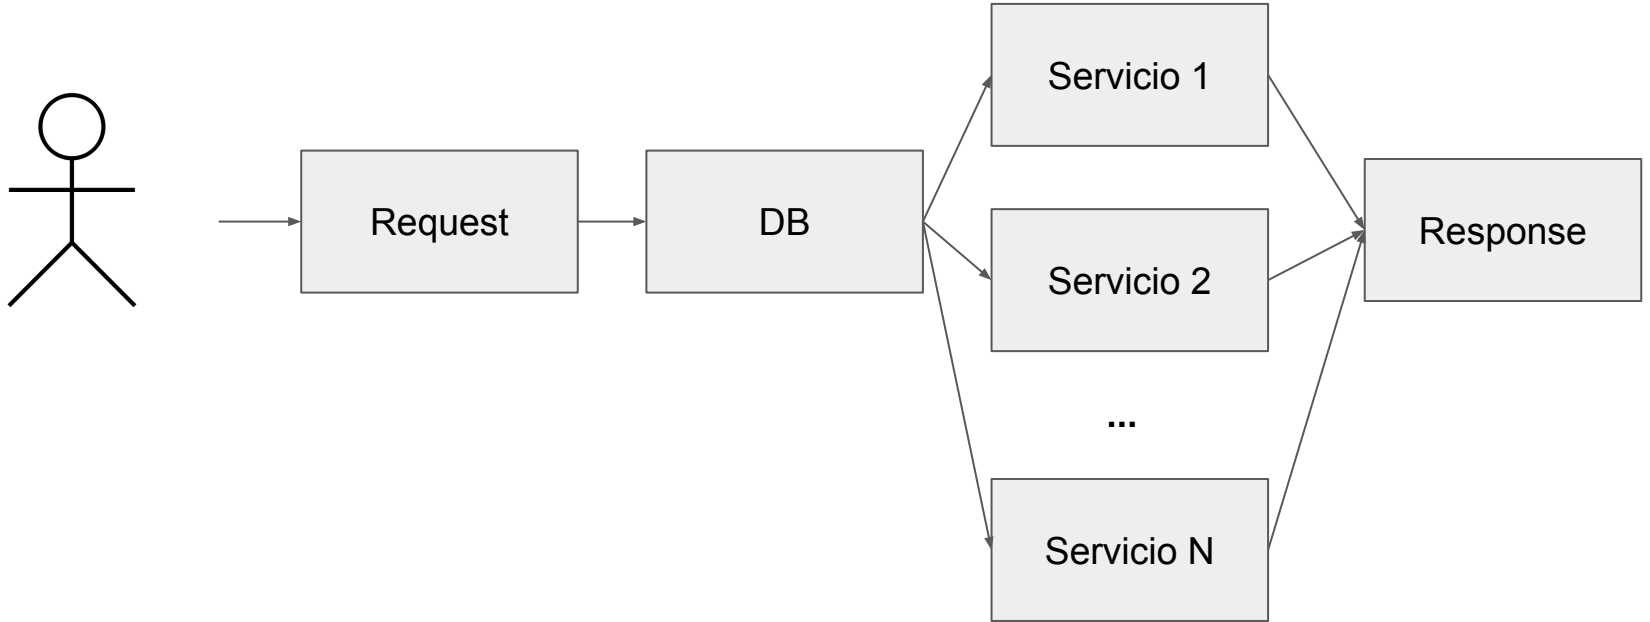 Servicio 1
Request
DB
Servicio 2
Response
...
Servicio N